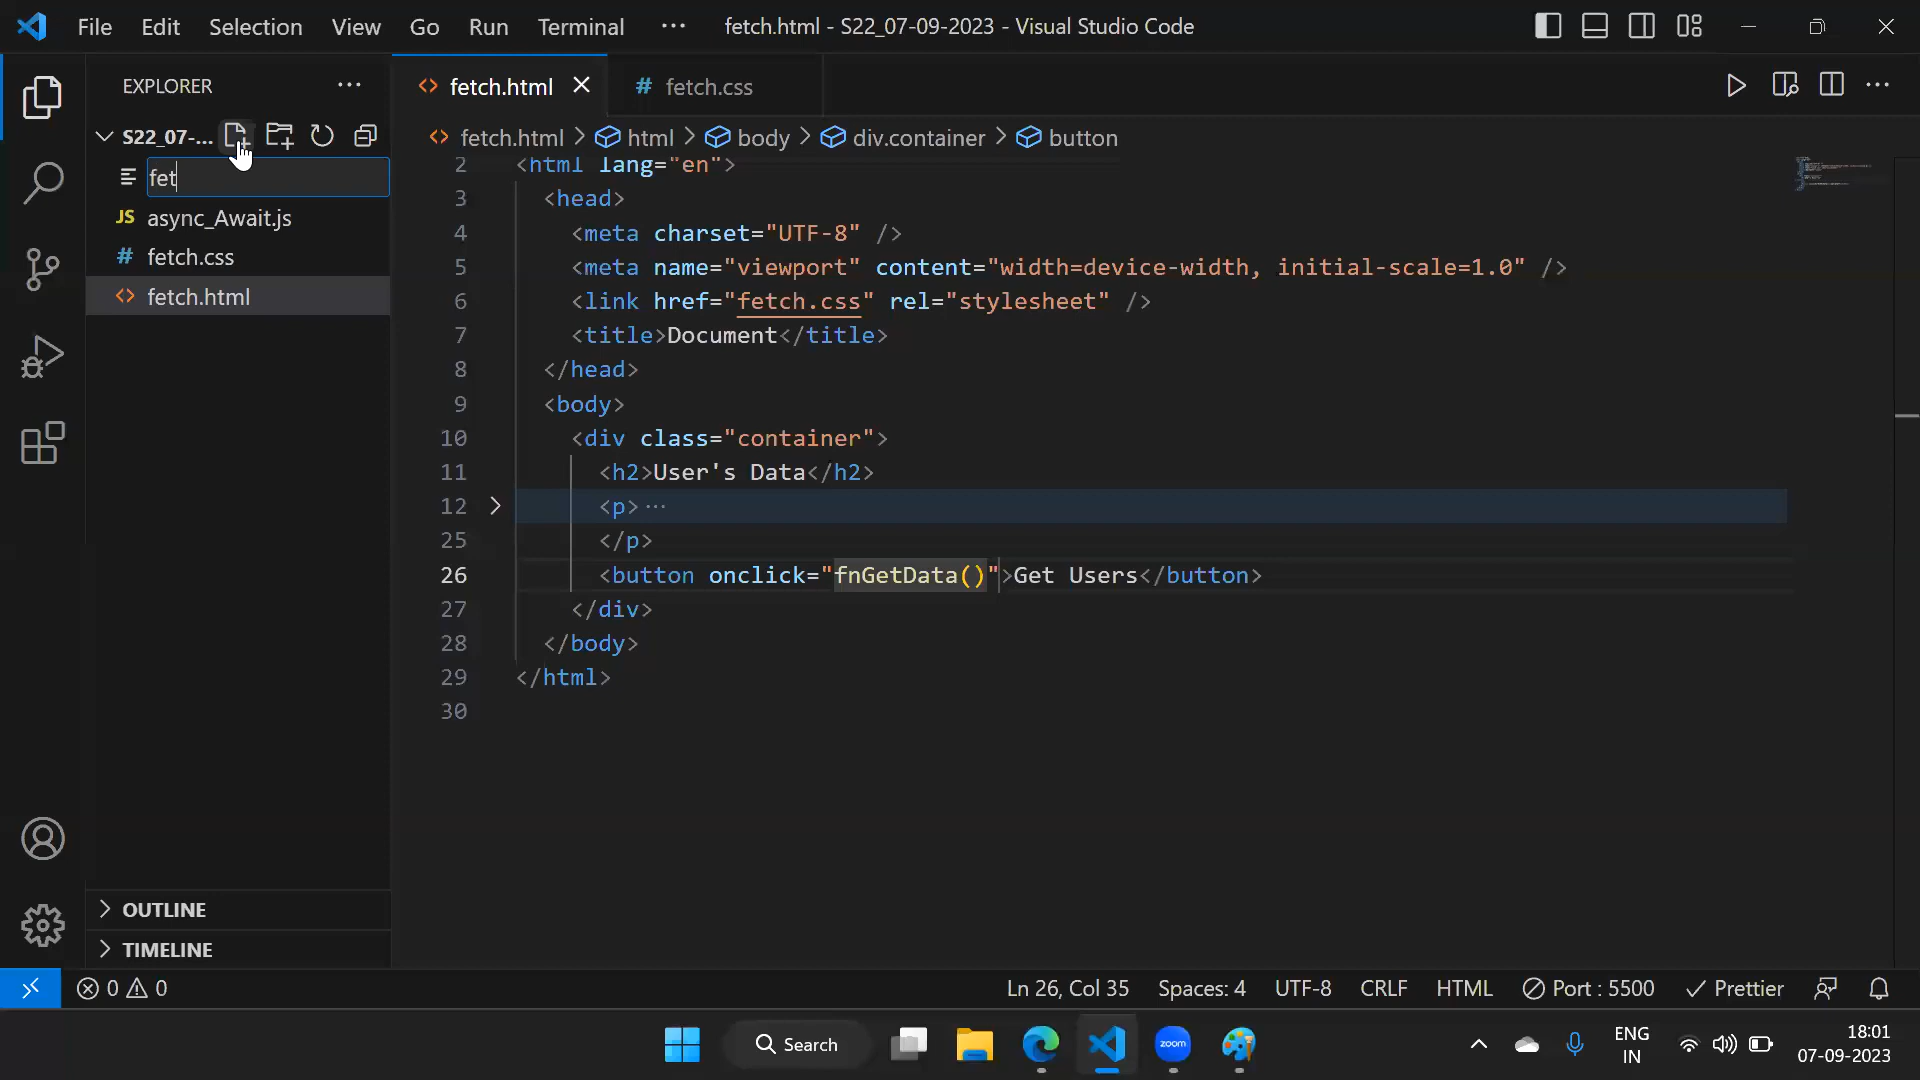 File Edit Selection View Go Run Terminal ··· fetch.html - S22_07-09-2023 - Visual Studio Code
EXPLORER ···
S22_07-...
fet
JS async_Await.js
# fetch.css
<> fetch.html
OUTLINE
TIMELINE
<> fetch.html # fetch.css
<> fetch.html > html > body > div.container > button
2 <html lang="en">
3 <head>
4 <meta charset="UTF-8" />
5 <meta name="viewport" content="width=device-width, initial-scale=1.0" />
6 <link href="fetch.css" rel="stylesheet" />
7 <title>Document</title>
8 </head>
9 <body>
10 <div class="container">
11 <h2>User's Data</h2>
12 <p>···
25 </p>
26 <button onclick="fnGetData()">Get Users</button>
27 </div>
28 </body>
29 </html>
30
0 0 Ln 26, Col 35 Spaces: 4 UTF-8 CRLF HTML Port : 5500 Prettier
Search zoom ENG 18:01
IN 07-09-2023